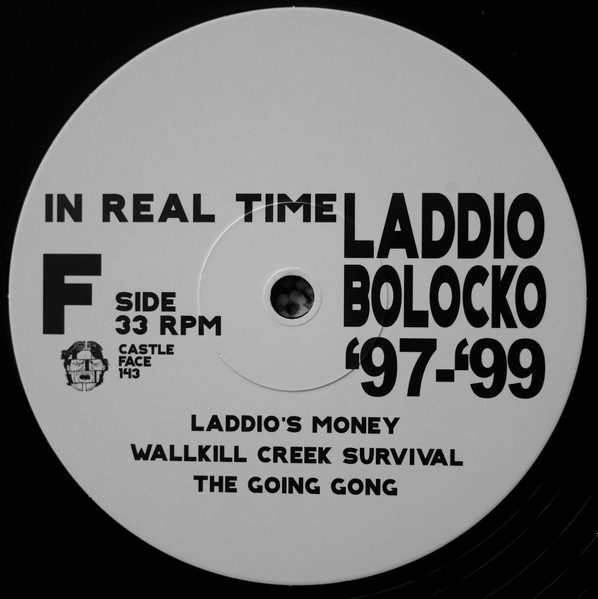 IN REAL TIME
LADDIO
BOLOCKO
‘97-‘99
F
SIDE
33 RPM
CASTLE
FACE
143
LADDIO'S MONEY
WALLKILL CREEK SURVIVAL
THE GOING GONG